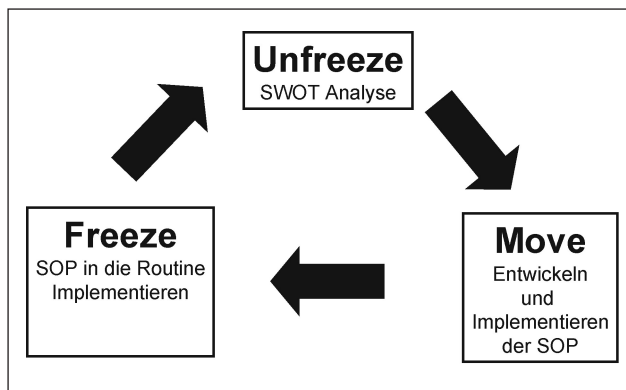 Unfreeze
SWOT Analyse
Freeze
SOP in die Routine
Implementieren
Move
Entwickeln
und
Implementieren
der SOP